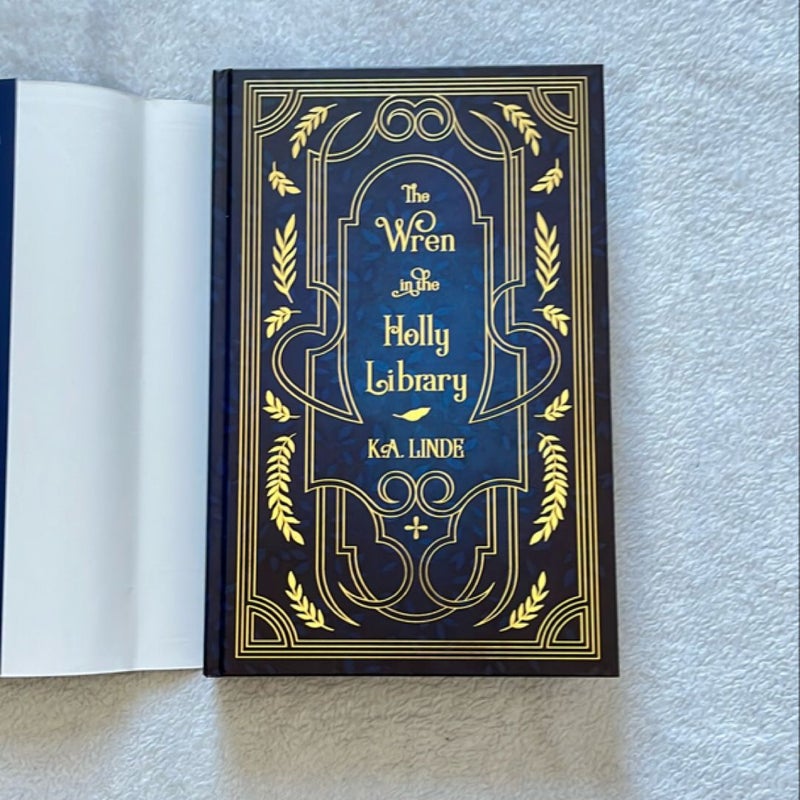 The
Wren
in the
Holly
Library
K.A. LINDE